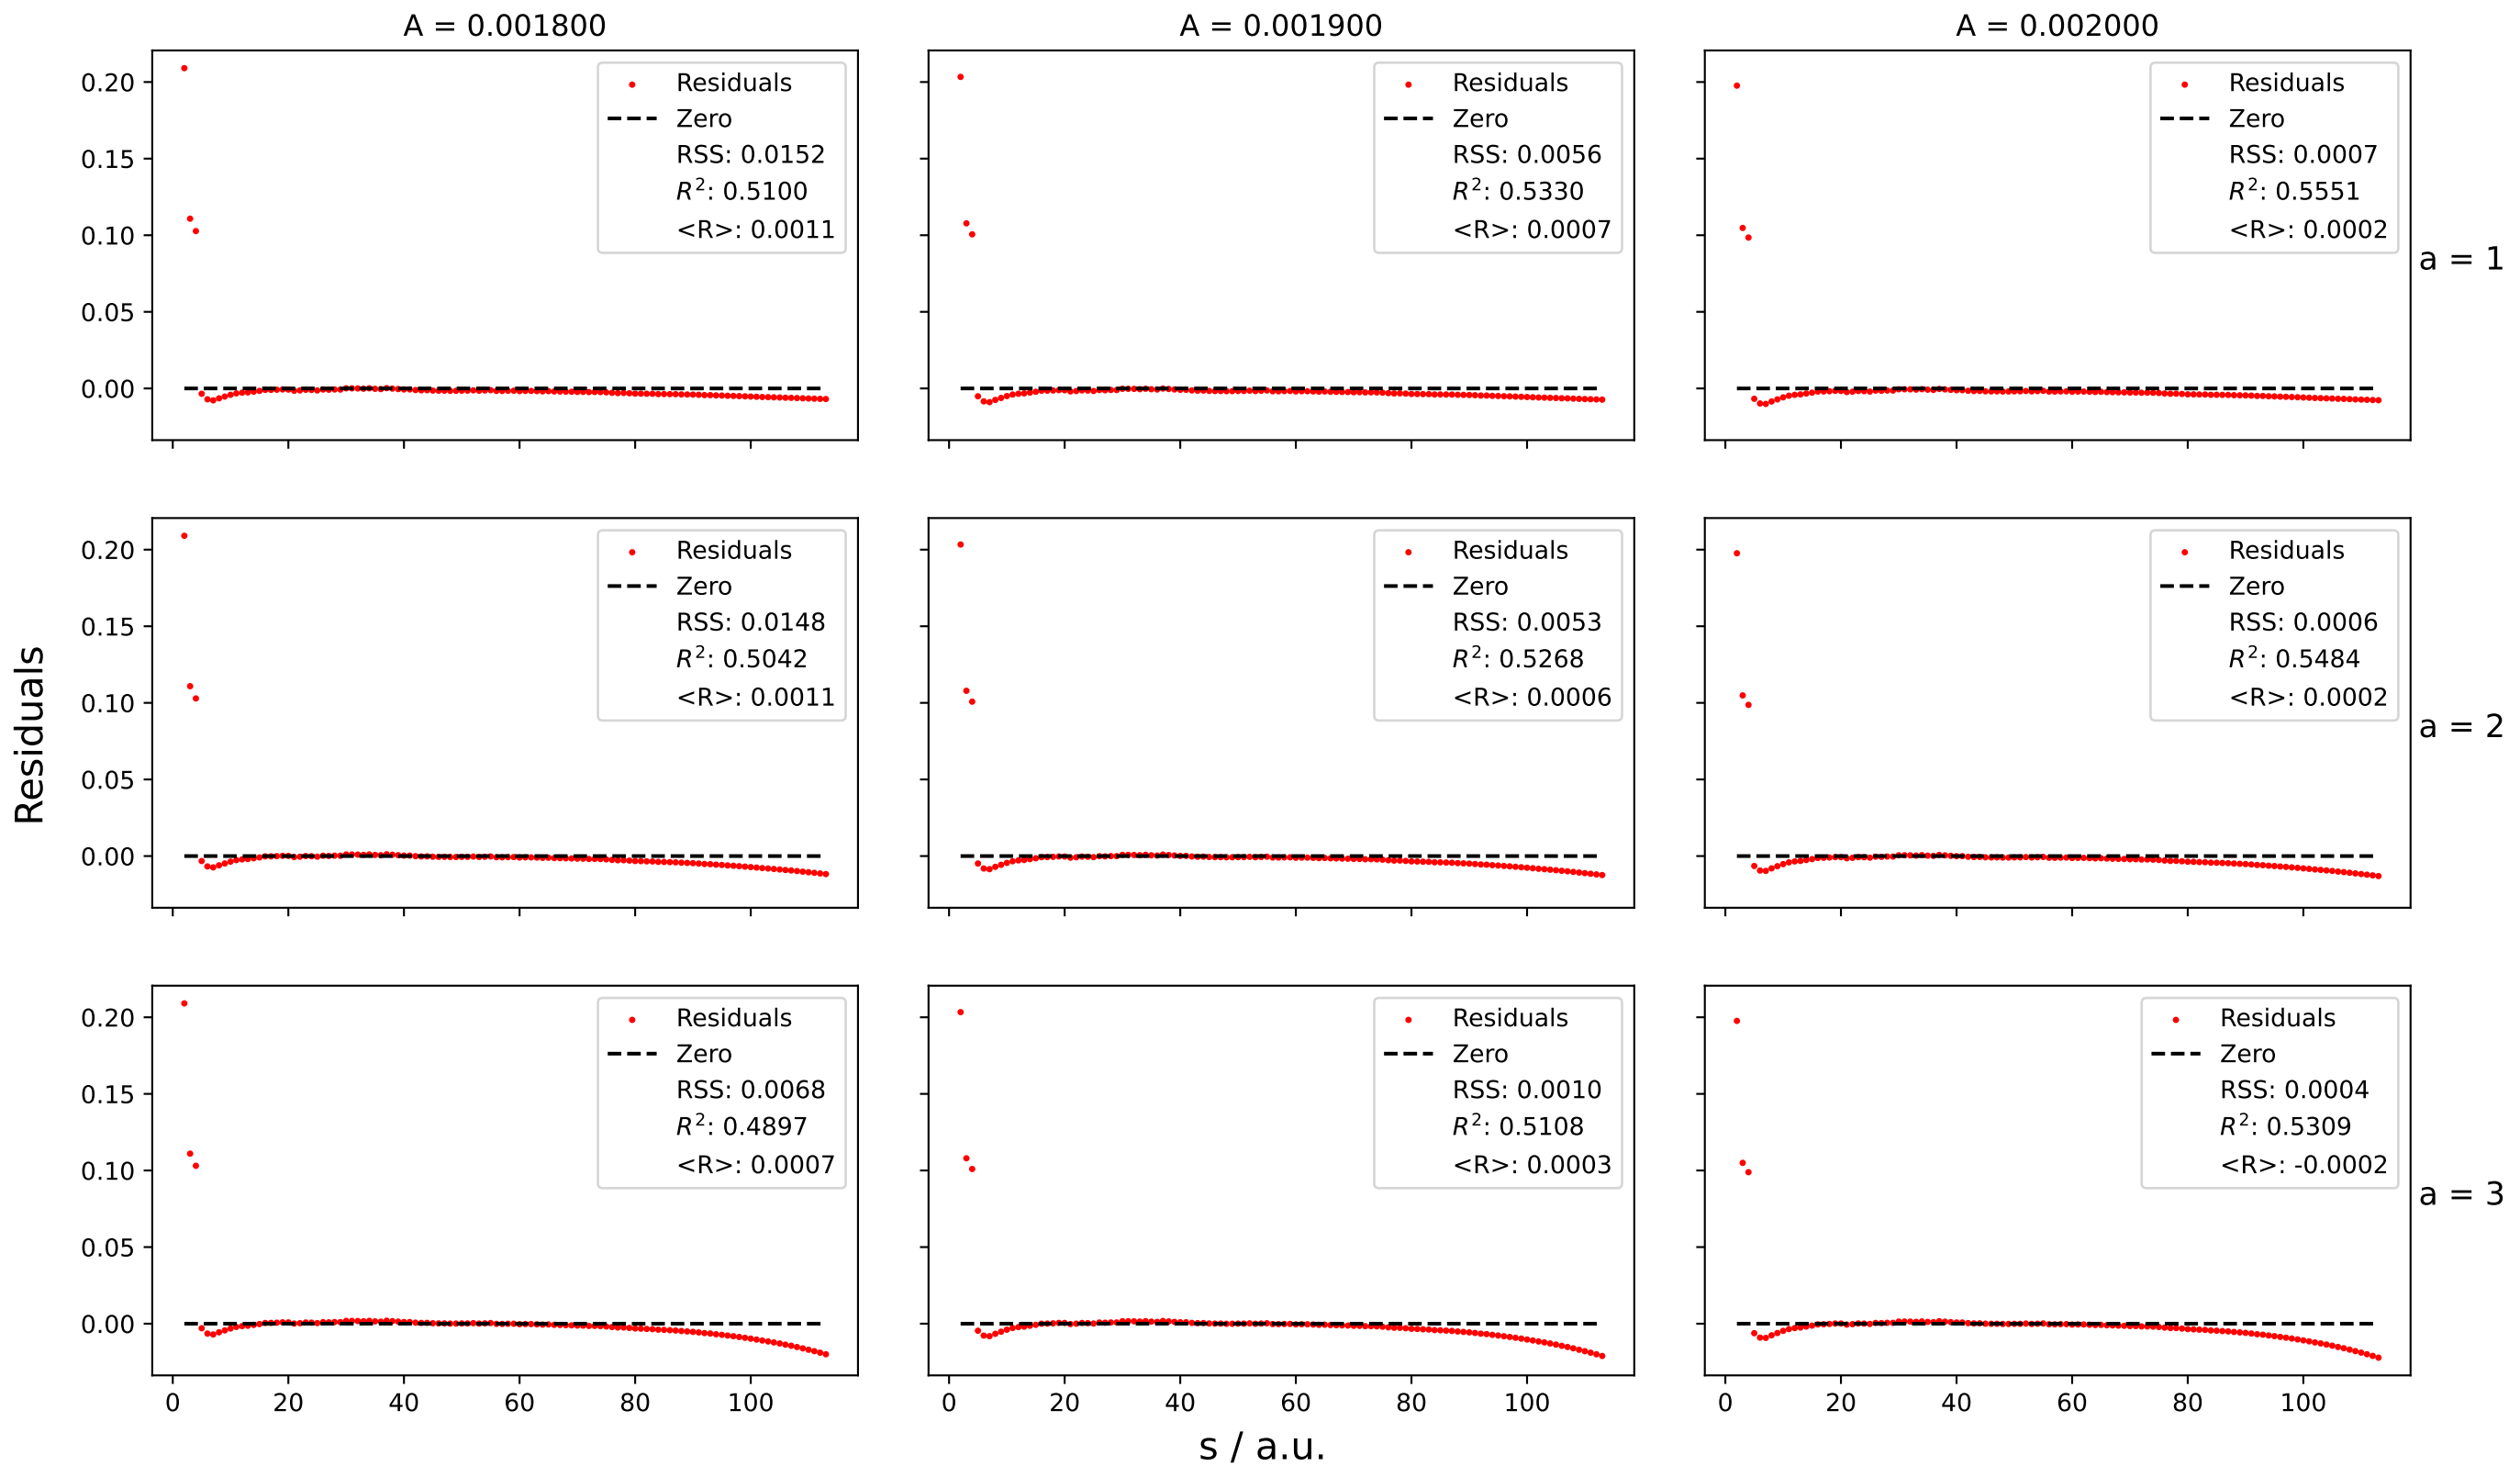 A = 0.001800
A = 0.001900
A = 0.002000
0.20
0.15
0.10
0.05
0.00
Residuals
Zero
RSS: 0.0152
R²: 0.5100
<R>: 0.0011
Residuals
Zero
RSS: 0.0056
R²: 0.5330
<R>: 0.0007
Residuals
Zero
RSS: 0.0007
R²: 0.5551
<R>: 0.0002
a = 1
Residuals
0.20
0.15
0.10
0.05
0.00
Residuals
Zero
RSS: 0.0148
R²: 0.5042
<R>: 0.0011
Residuals
Zero
RSS: 0.0053
R²: 0.5268
<R>: 0.0006
Residuals
Zero
RSS: 0.0006
R²: 0.5484
<R>: 0.0002
a = 2
0.20
0.15
0.10
0.05
0.00
Residuals
Zero
RSS: 0.0068
R²: 0.4897
<R>: 0.0007
Residuals
Zero
RSS: 0.0010
R²: 0.5108
<R>: 0.0003
Residuals
Zero
RSS: 0.0004
R²: 0.5309
<R>: -0.0002
a = 3
0 20 40 60 80 100
0 20 40 60 80 100
0 20 40 60 80 100
s / a.u.